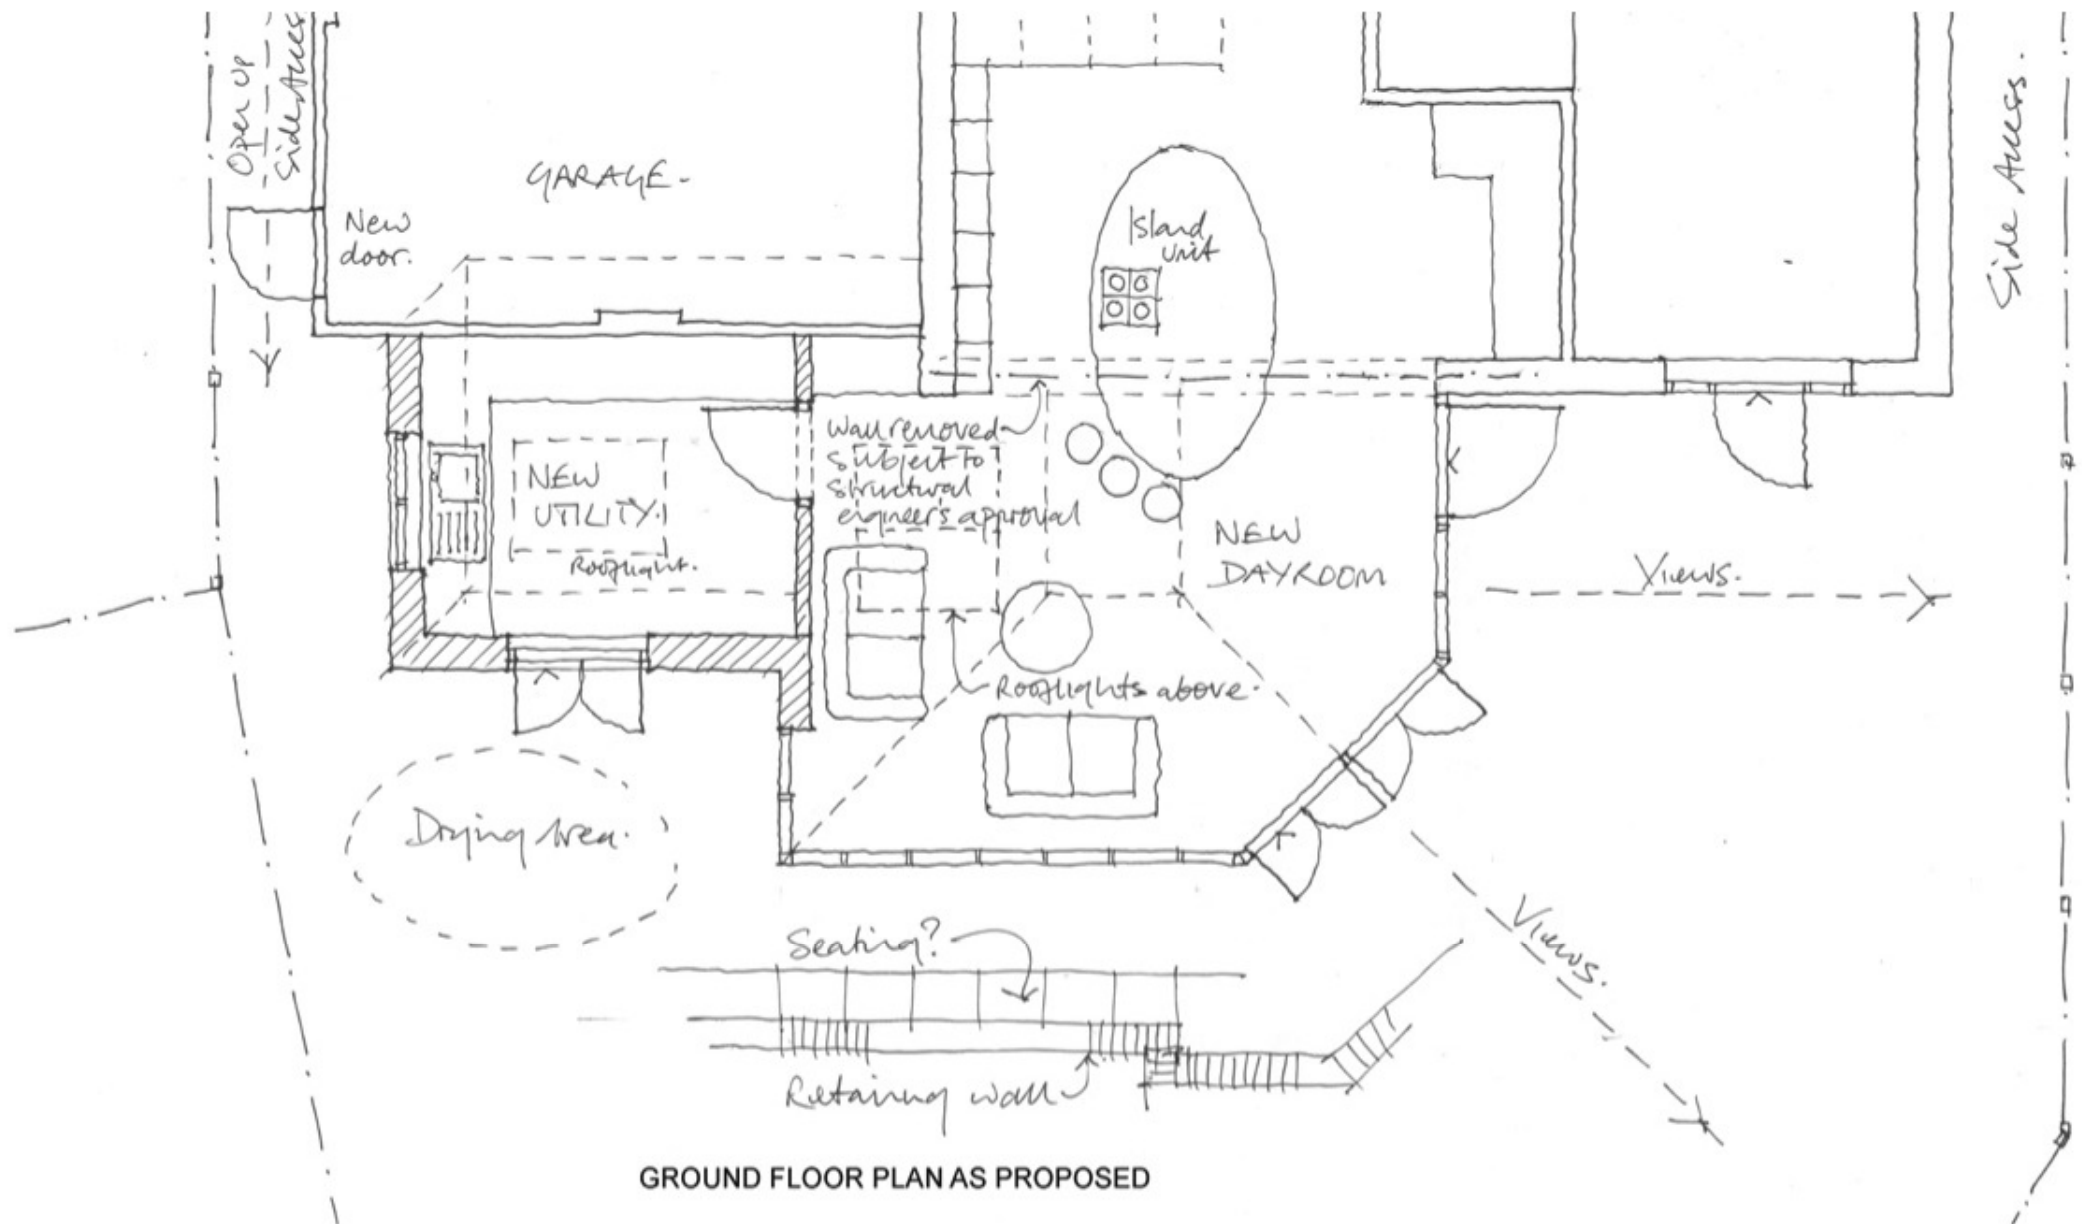 Open up
Side Access
GARAGE.
New
door.
Island
unit
Side Access.
Wall removed
subject to
structural
engineers approval
NEW
UTILITY.
Rooflight.
NEW
DAYROOM
Views.
Rooflights above.
Drying Area.
Seating?
Views.
Retaining wall
GROUND FLOOR PLAN AS PROPOSED